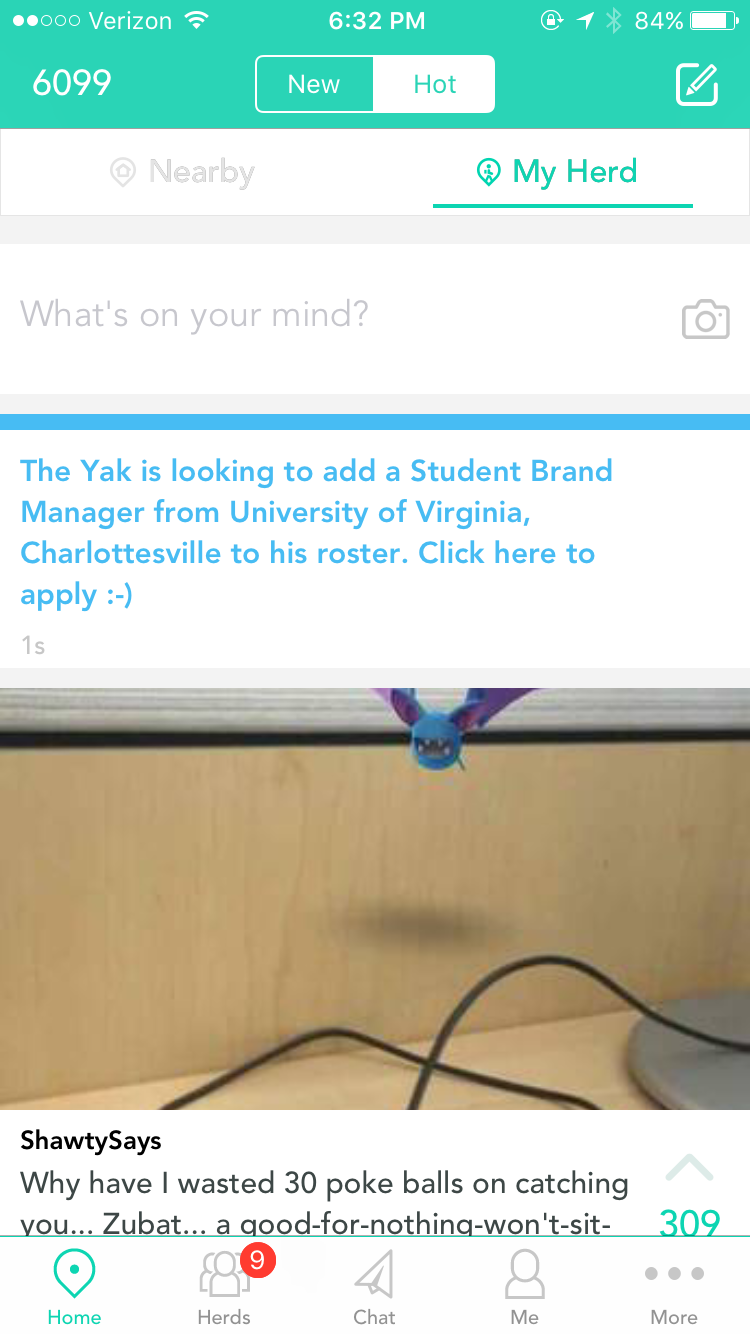 Verizon 6:32 PM 84%
6099 New Hot
Nearby My Herd
What's on your mind?
The Yak is looking to add a Student Brand
Manager from University of Virginia,
Charlottesville to his roster. Click here to
apply :-)
1s
ShawtySays
Why have I wasted 30 poke balls on catching
you... Zubat... a good-for-nothing-won't-sit-
309
9
Home Herds Chat Me More